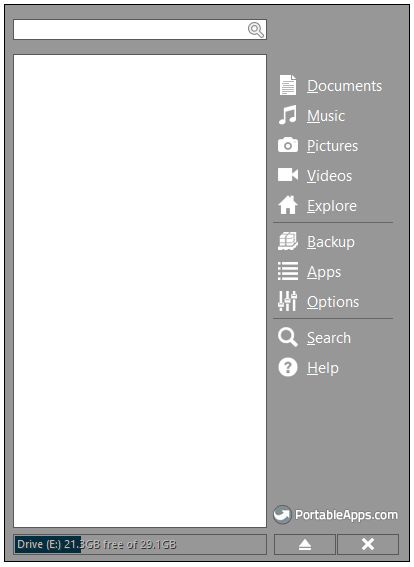 Documents
Music
Pictures
Videos
Explore
Backup
Apps
Options
Search
Help
PortableApps.com
Drive (E:) 21.3GB free of 29.1GB